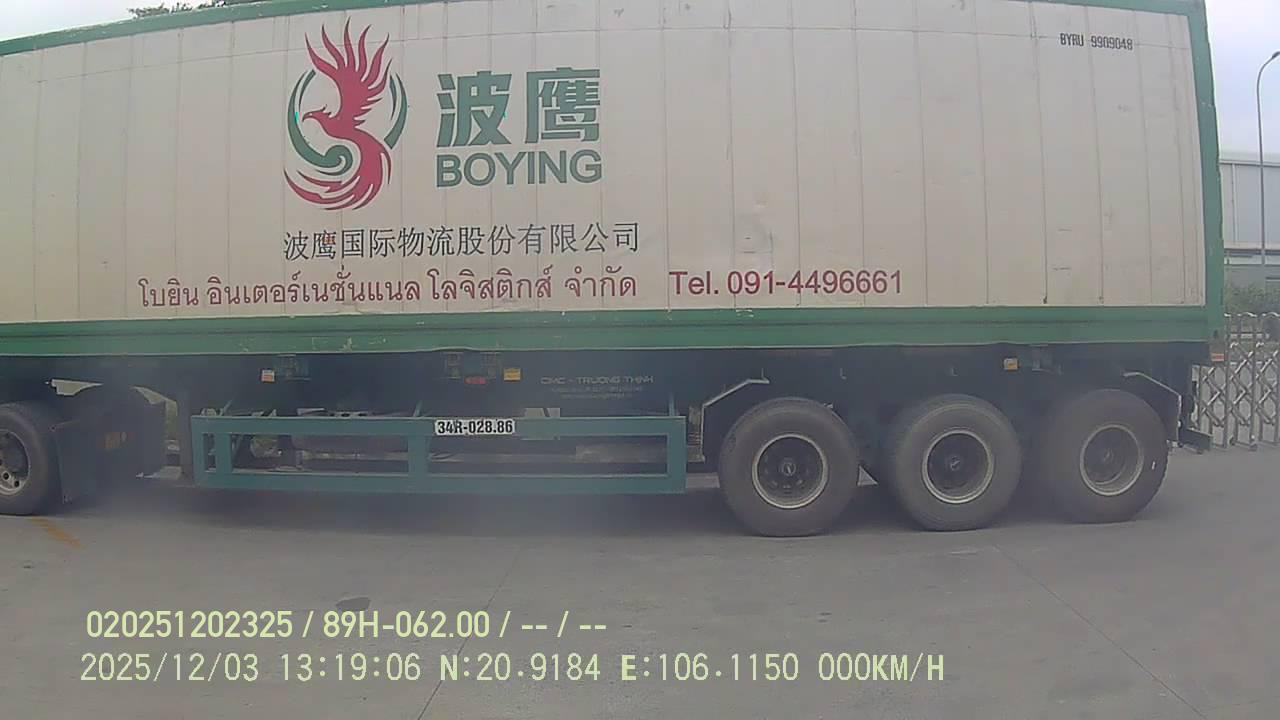 BYRU 9909048
波鹰
BOYING
波鹰国际物流股份有限公司
โบยิน อินเตอร์เนชั่นแนล โลจิสติกส์ จำกัด Tel. 091-4496661
CIMC - TRUONG THINH
34R-028.86
020251202325 / 89H-062.00 / -- / --
2025/12/03 13:19:06 N:20.9184 E:106.1150 000KM/H